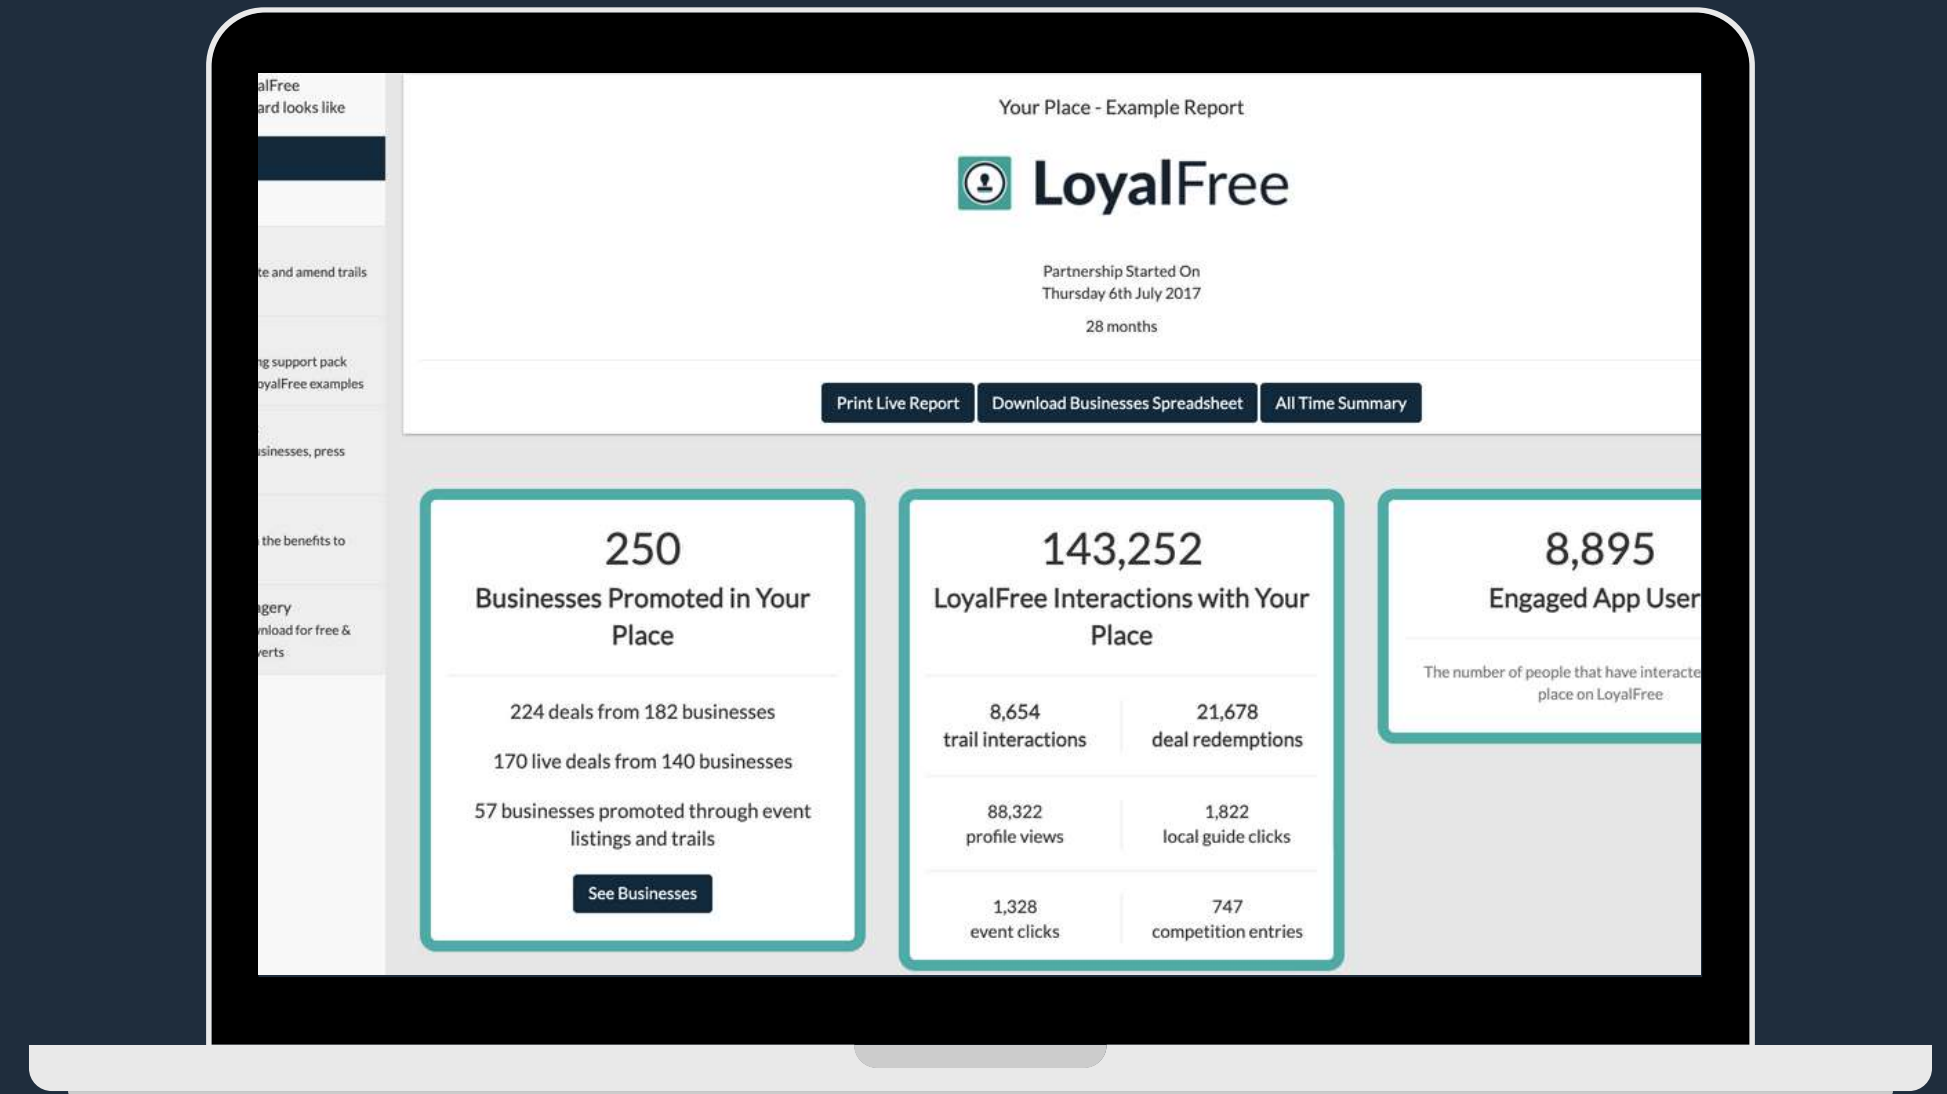 alFree
ard looks like
te and amend trails
ng support pack
oyalFree examples
usinesses, press
the benefits to
agery
wnload for free &
verts
Your Place - Example Report
LoyalFree
Partnership Started On
Thursday 6th July 2017
28 months
Print Live Report
Download Businesses Spreadsheet
All Time Summary
250
Businesses Promoted in Your
Place
224 deals from 182 businesses
170 live deals from 140 businesses
57 businesses promoted through event
listings and trails
See Businesses
143,252
LoyalFree Interactions with Your
Place
8,654
trail interactions
21,678
deal redemptions
88,322
profile views
1,822
local guide clicks
1,328
event clicks
747
competition entries
8,895
Engaged App User
The number of people that have interacte
place on LoyalFree